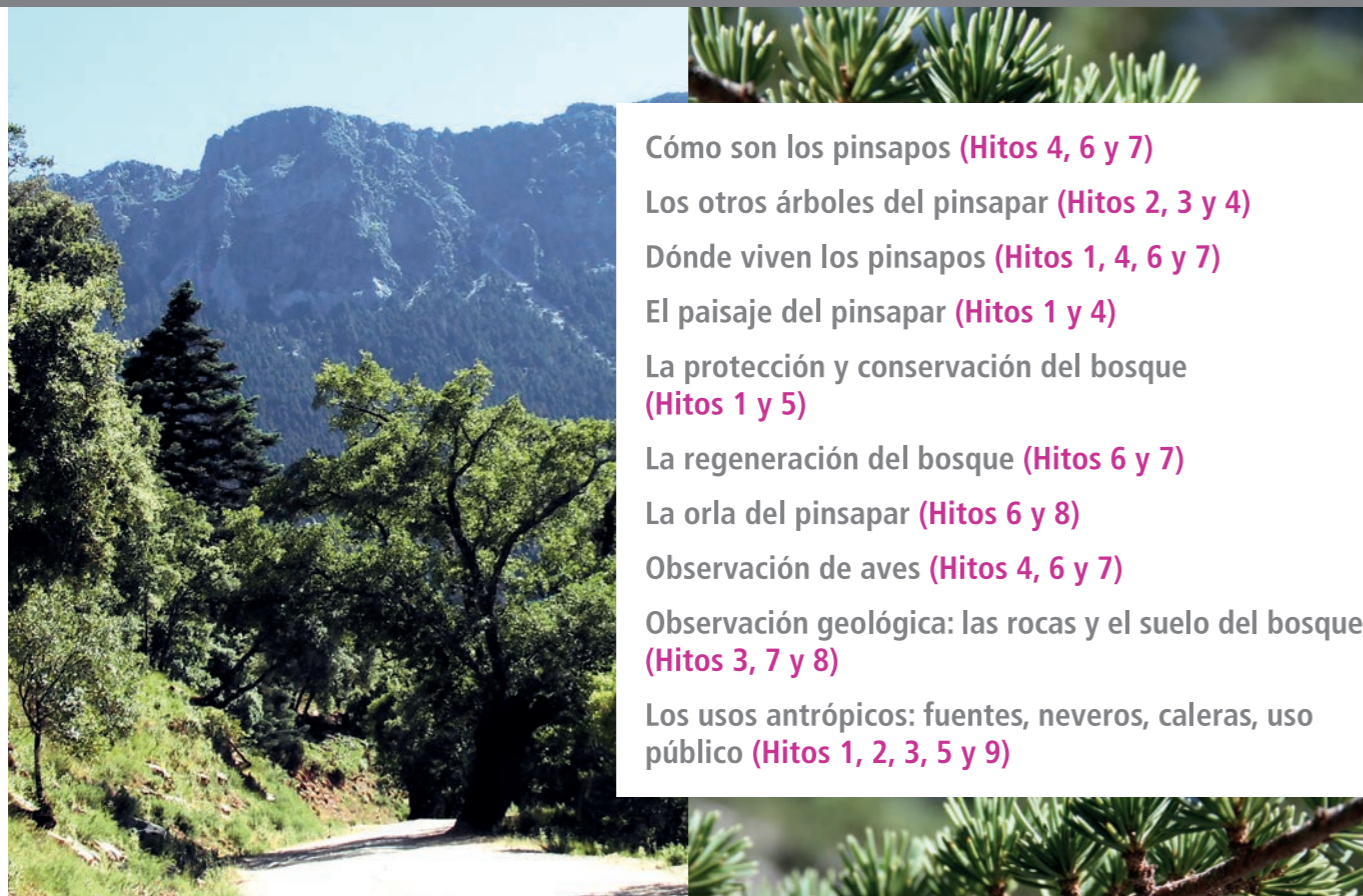 Cómo son los pinsapos (Hitos 4, 6 y 7)
Los otros árboles del pinsapar (Hitos 2, 3 y 4)
Dónde viven los pinsapos (Hitos 1, 4, 6 y 7)
El paisaje del pinsapar (Hitos 1 y 4)
La protección y conservación del bosque
(Hitos 1 y 5)
La regeneración del bosque (Hitos 6 y 7)
La orla del pinsapar (Hitos 6 y 8)
Observación de aves (Hitos 4, 6 y 7)
Observación geológica: las rocas y el suelo del bosque
(Hitos 3, 7 y 8)
Los usos antrópicos: fuentes, neveros, caleras, uso
público (Hitos 1, 2, 3, 5 y 9)